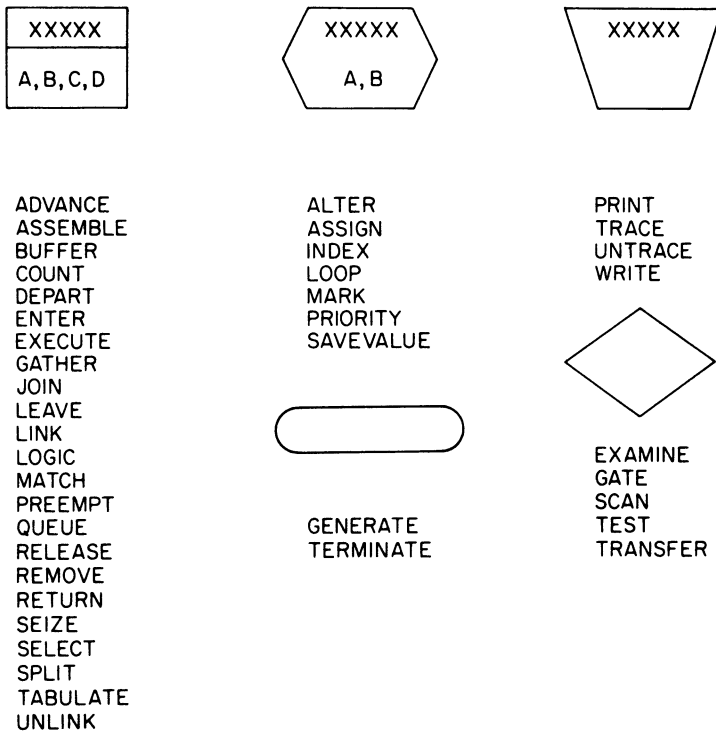 XXXXX
A,B,C,D
ADVANCE
ASSEMBLE
BUFFER
COUNT
DEPART
ENTER
EXECUTE
GATHER
JOIN
LEAVE
LINK
LOGIC
MATCH
PREEMPT
QUEUE
RELEASE
REMOVE
RETURN
SEIZE
SELECT
SPLIT
TABULATE
UNLINK
XXXXX
A,B
ALTER
ASSIGN
INDEX
LOOP
MARK
PRIORITY
SAVEVALUE
GENERATE
TERMINATE
XXXXX
PRINT
TRACE
UNTRACE
WRITE
EXAMINE
GATE
SCAN
TEST
TRANSFER